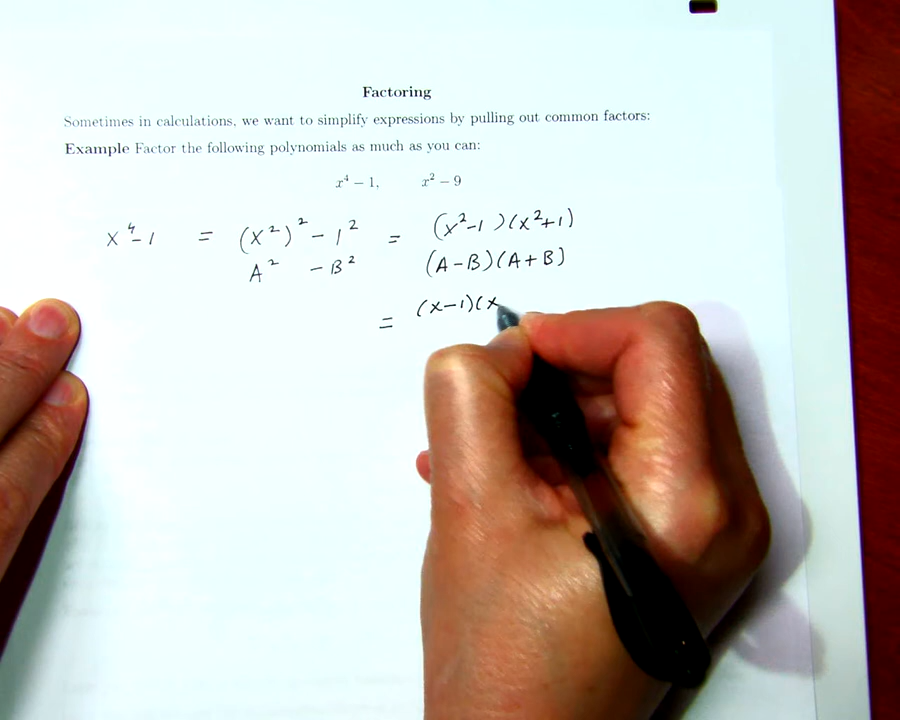 Factoring
Sometimes in calculations, we want to simplify expressions by pulling out common factors:
Example Factor the following polynomials as much as you can:
x⁴ − 1, x² − 9
x⁴-1 = (x²)² - 1² = (x²-1)(x²+1)
A² - B² (A-B)(A+B)
= (x-1)(x